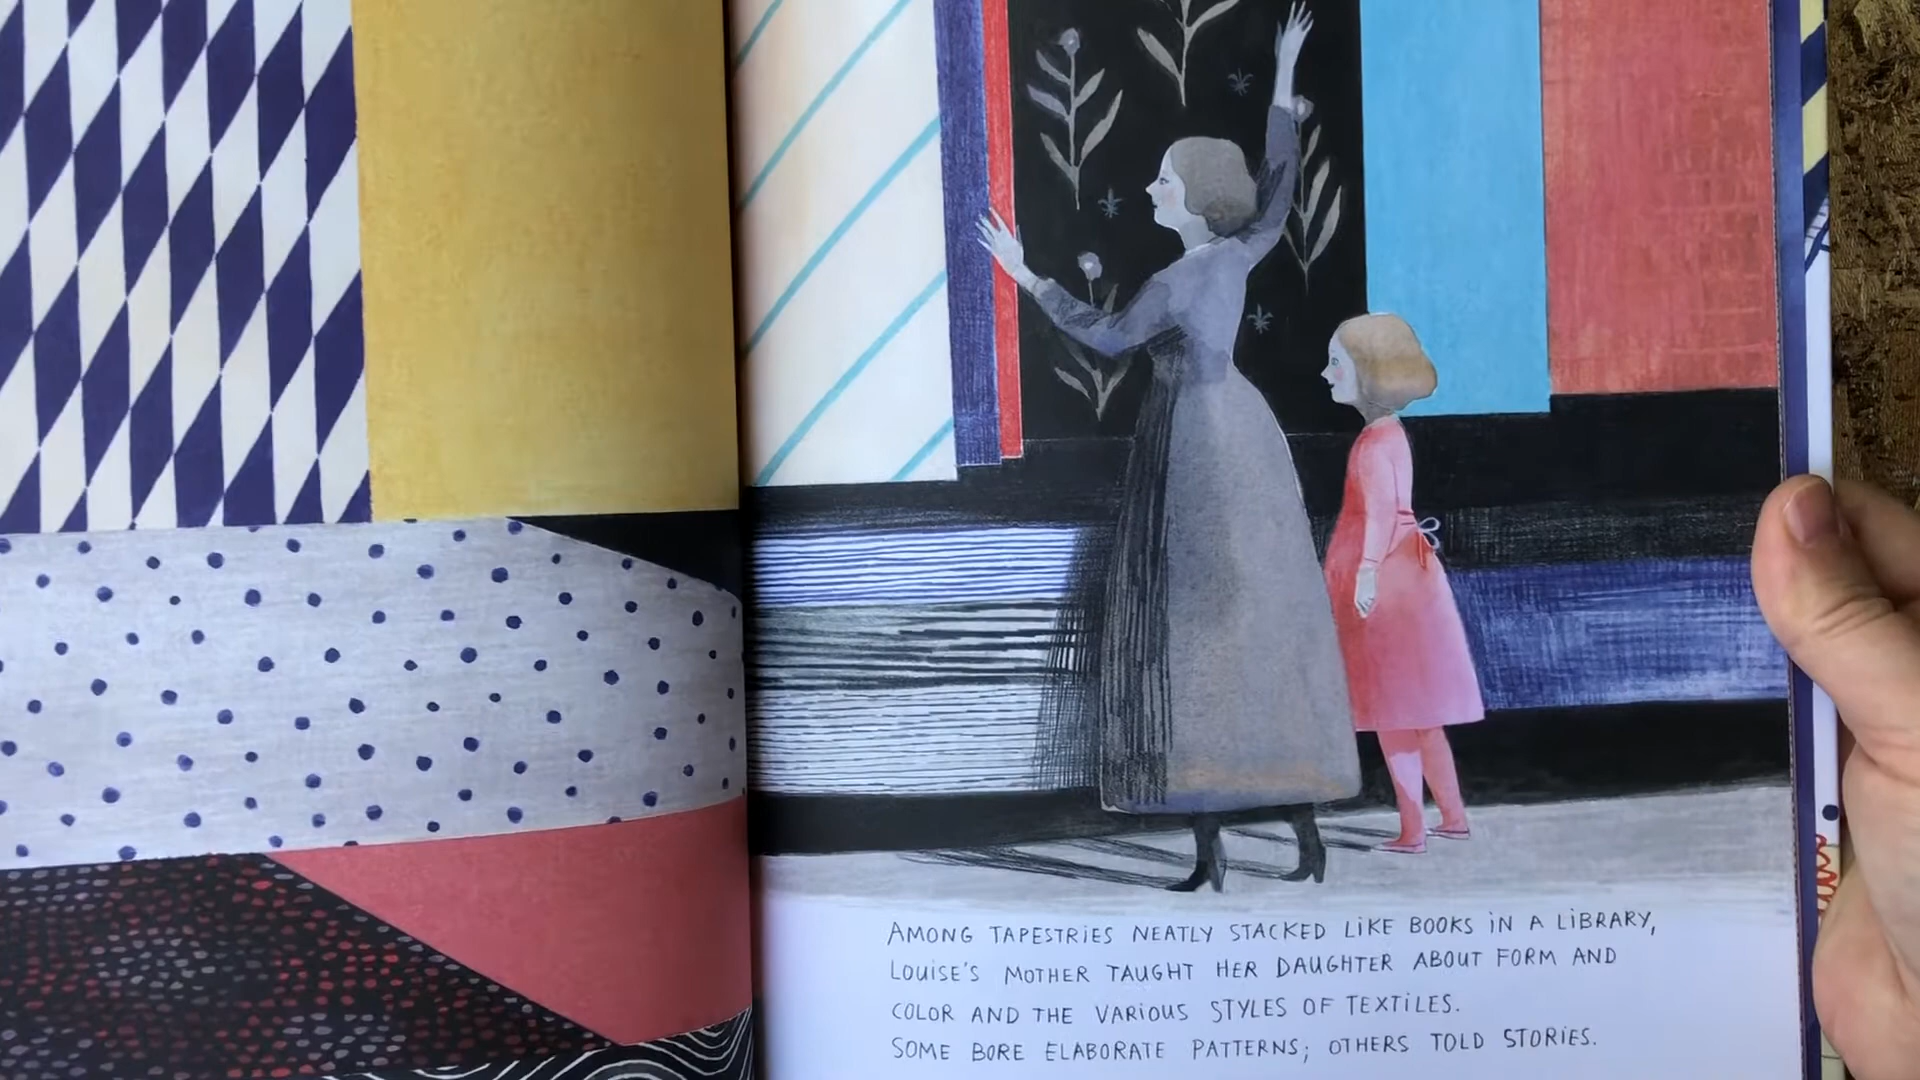 AMONG TAPESTRIES NEATLY STACKED LIKE BOOKS IN A LIBRARY,
LOUISE'S MOTHER TAUGHT HER DAUGHTER ABOUT FORM AND
COLOR AND THE VARIOUS STYLES OF TEXTILES.
SOME BORE ELABORATE PATTERNS; OTHERS TOLD STORIES.